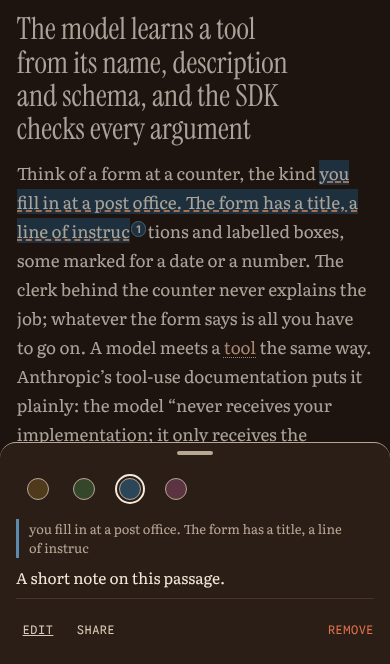 The model learns a tool
from its name, description
and schema, and the SDK
checks every argument
Think of a form at a counter, the kind you
fill in at a post office. The form has a title, a
line of instruc1tions and labelled boxes,
some marked for a date or a number. The
clerk behind the counter never explains the
job; whatever the form says is all you have
to go on. A model meets a tool the same way.
Anthropic’s tool-use documentation puts it
plainly: the model “never receives your
implementation; it only receives the
you fill in at a post office. The form has a title, a line
of instruc
A short note on this passage.
EDIT SHARE REMOVE